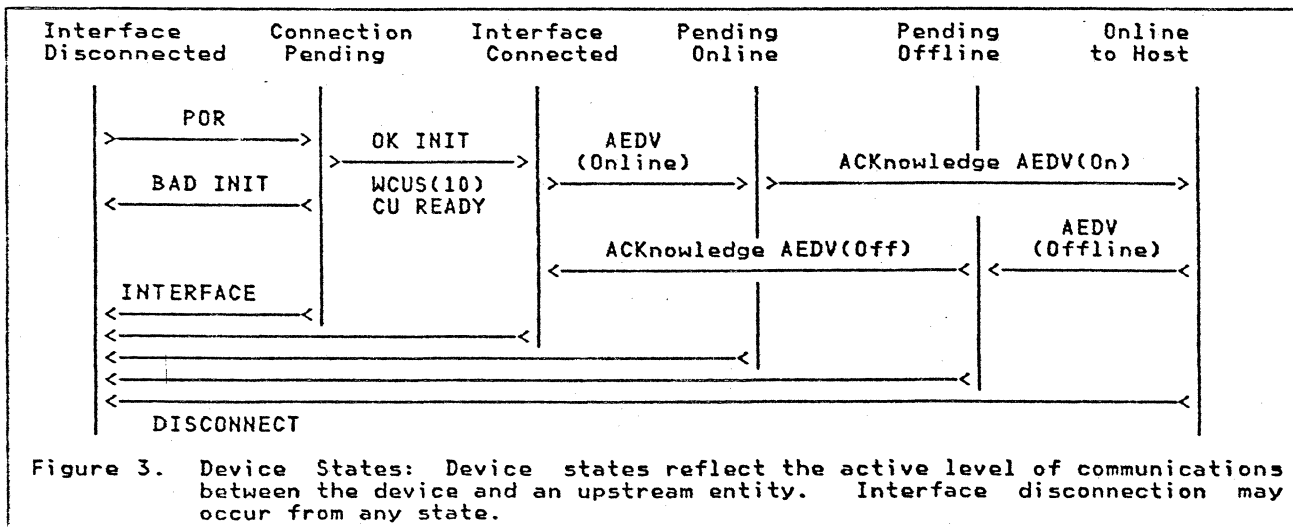 Interface Connection Interface Pending Pending Online
Disconnected Pending Connected Online Offline to Host
POR
OK INIT AEDV
(Online) ACKnowledge AEDV(On)
BAD INIT WCUS(10)
CU READY
AEDV
ACKnowledge AEDV(Off) (Offline)
INTERFACE
DISCONNECT
Figure 3. Device States: Device states reflect the active level of communications
between the device and an upstream entity. Interface disconnection may
occur from any state.